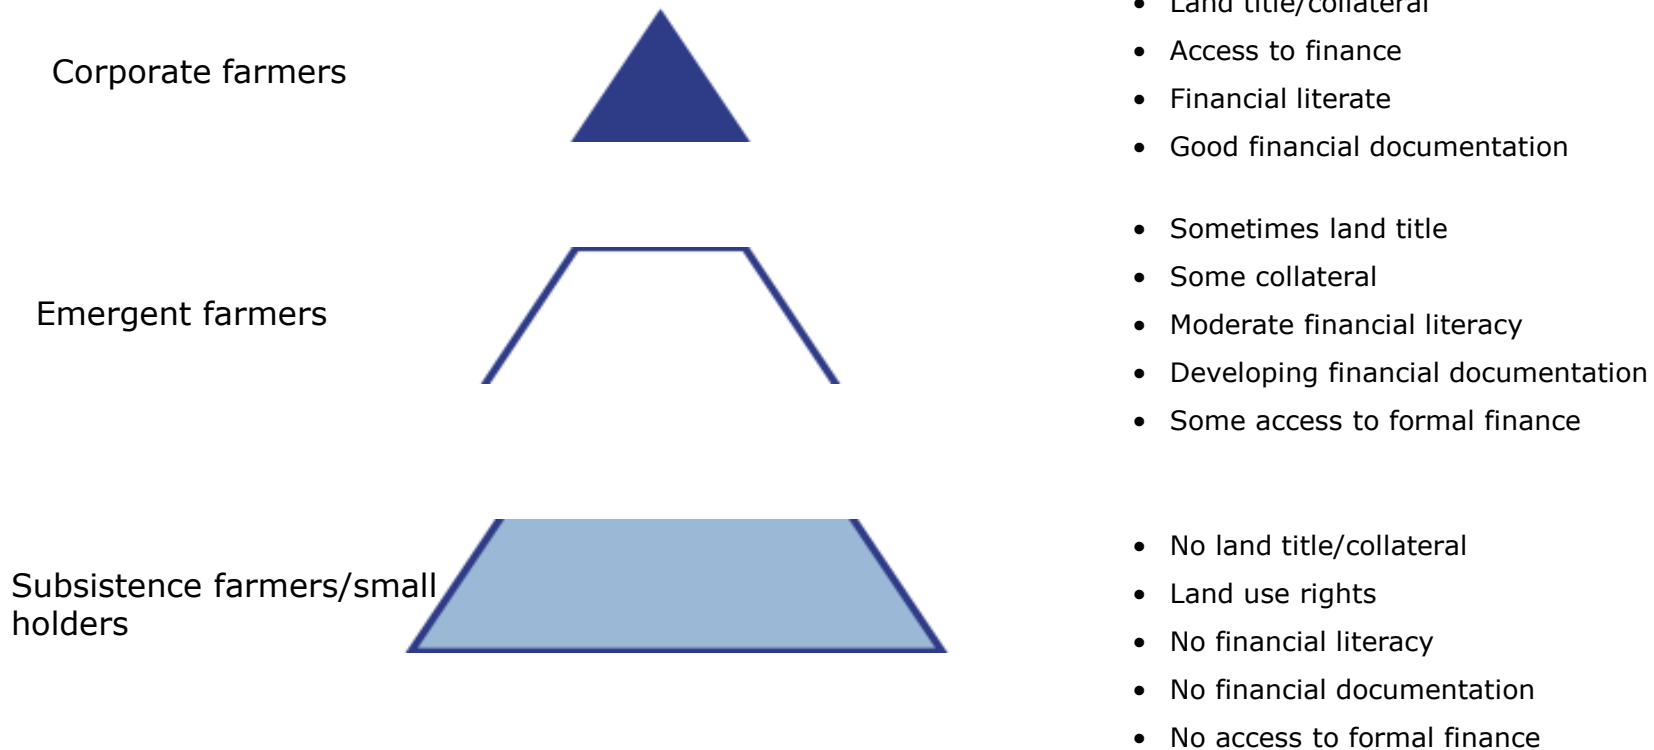 • Land title/collateral
Corporate farmers
• Access to finance
• Financial literate
• Good financial documentation
Emergent farmers
• Sometimes land title
• Some collateral
• Moderate financial literacy
• Developing financial documentation
• Some access to formal finance
Subsistence farmers/small
holders
• No land title/collateral
• Land use rights
• No financial literacy
• No financial documentation
• No access to formal finance